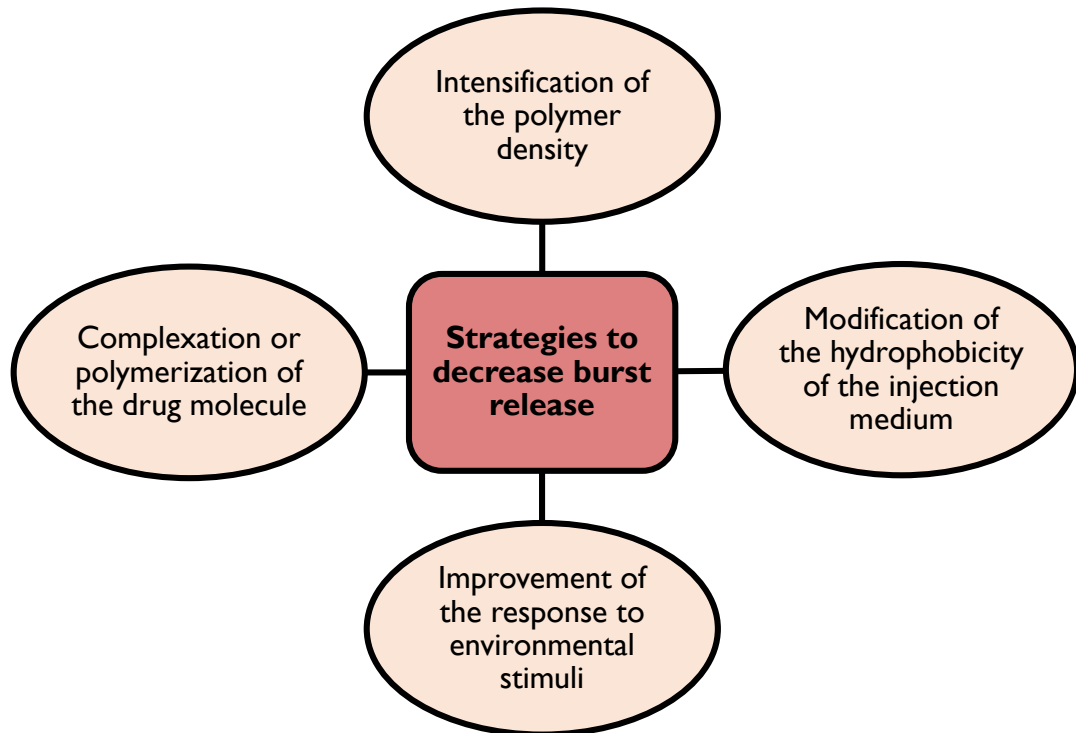 Intensification of
the polymer
density
Complexation or
polymerization of
the drug molecule
Strategies to
decrease burst
release
Modification of
the hydrophobicity
of the injection
medium
Improvement of
the response to
environmental
stimuli